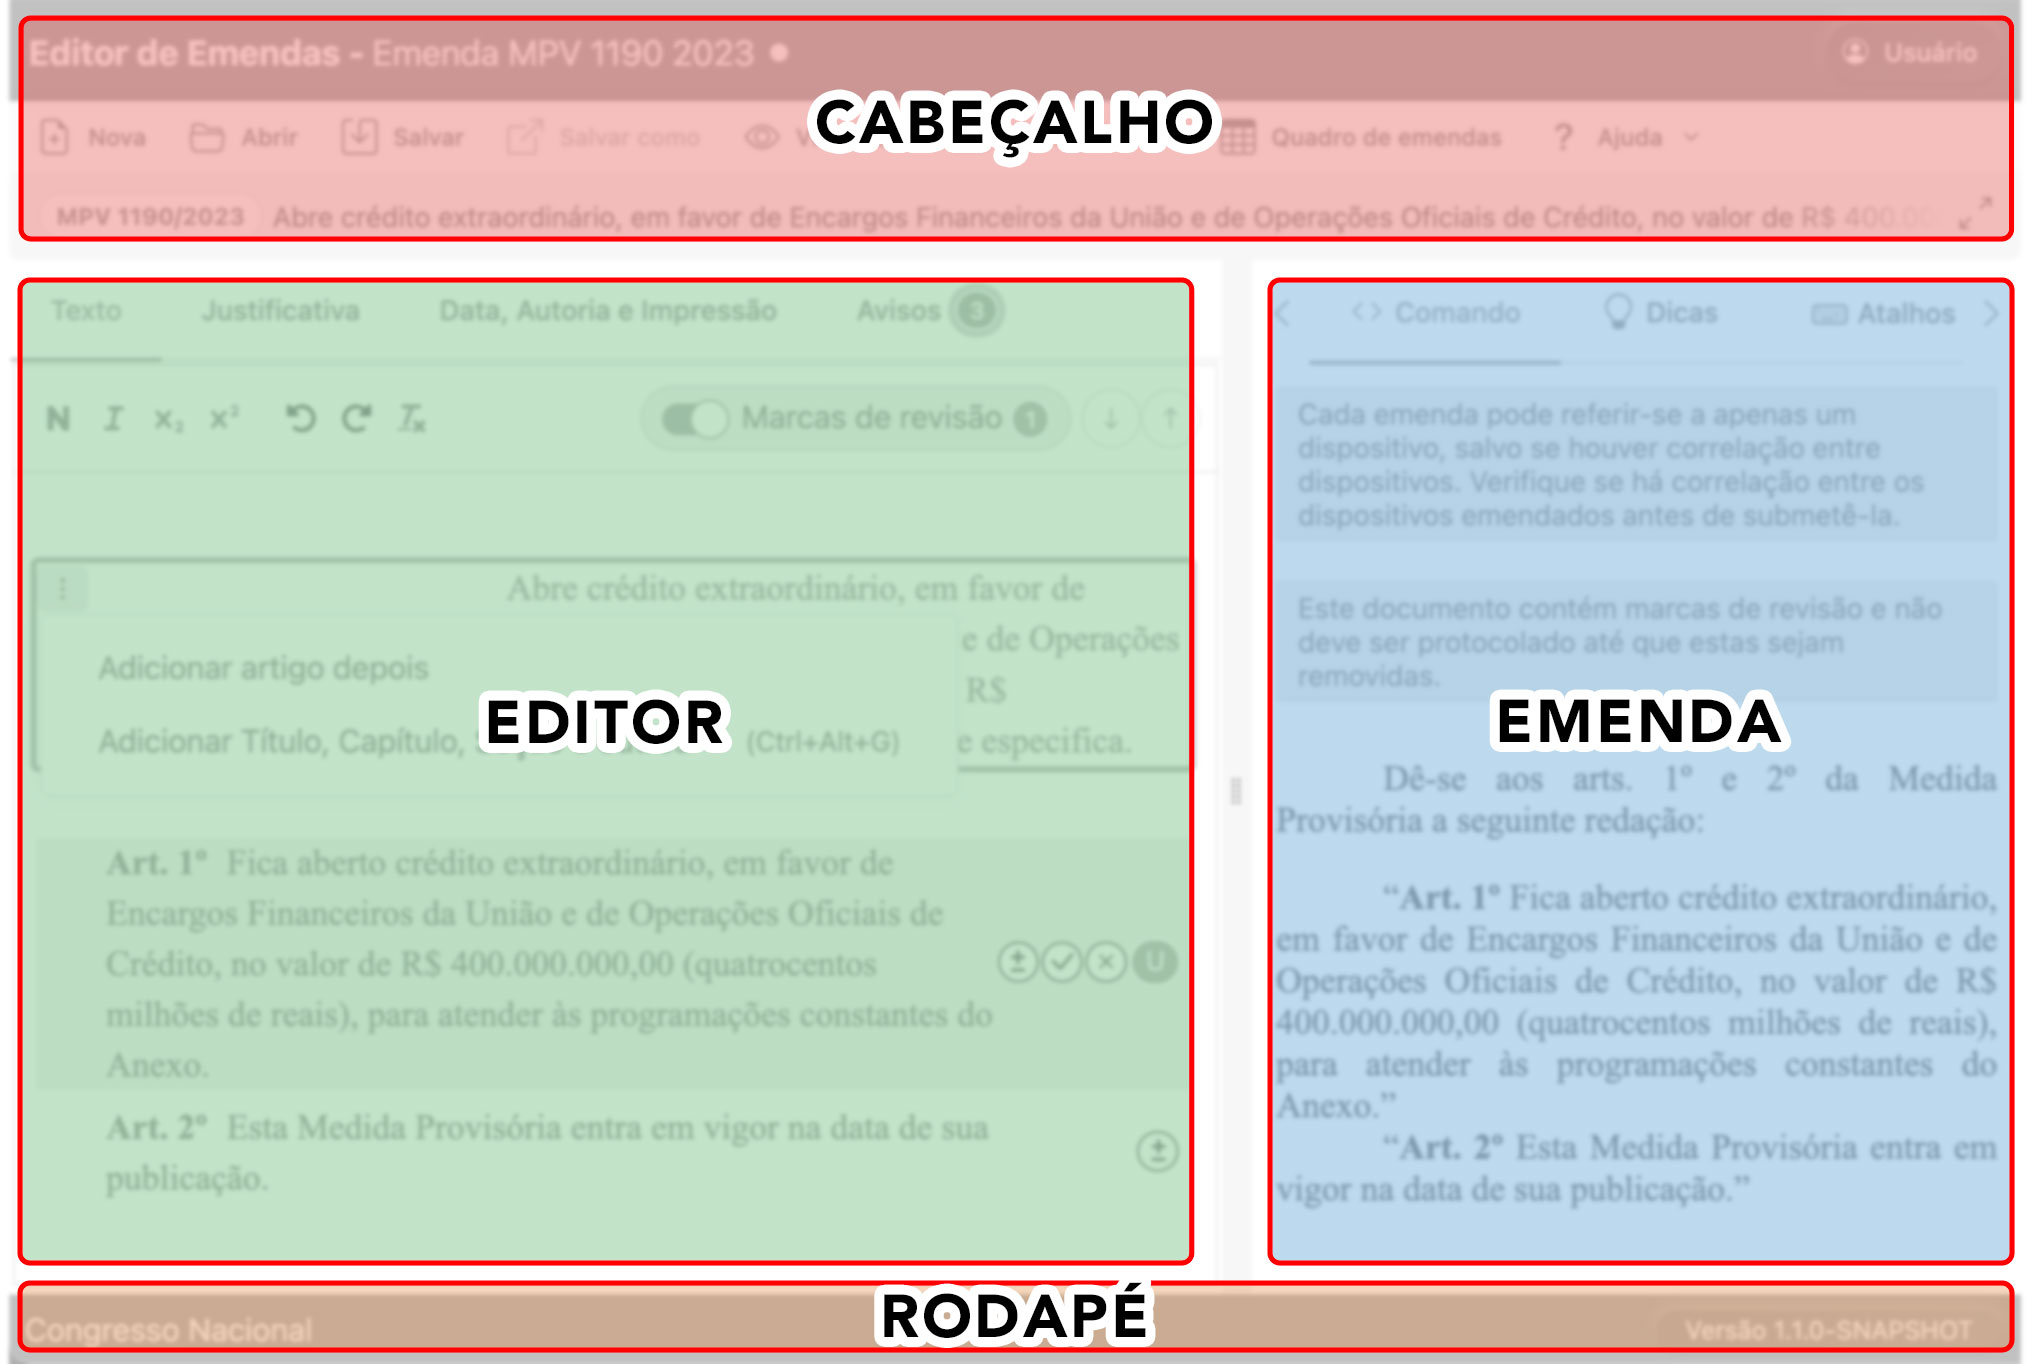 Editor de Emendas - Emenda MPV 1190 2023
Usuário
CABEÇALHO
Nova Abrir Salvar Salvar como Quadro de emendas ? Ajuda
MPV 1190/2023 Abre crédito extraordinário, em favor de Encargos Financeiros da União e de Operações Oficiais de Crédito, no valor de R$ 400.00
Texto Justificativa Data, Autoria e Impressão Avisos 3
N I x₂ x² Marcas de revisão 1
Abre crédito extraordinário, em favor de
e de Operações
Adicionar artigo depois
R$
EDITOR
Adicionar Título, Capítulo, (Ctrl+Alt+G) e especifica.
Art. 1º Fica aberto crédito extraordinário, em favor de
Encargos Financeiros da União e de Operações Oficiais de
Crédito, no valor de R$ 400.000.000,00 (quatrocentos
milhões de reais), para atender às programações constantes do
Anexo.
U
Art. 2º Esta Medida Provisória entra em vigor na data de sua
publicação.
Comando Dicas Atalhos
Cada emenda pode referir-se a apenas um
dispositivo, salvo se houver correlação entre
dispositivos. Verifique se há correlação entre os
dispositivos emendados antes de submetê-la.
Este documento contém marcas de revisão e não
deve ser protocolado até que estas sejam
removidas.
EMENDA
Dê-se aos arts. 1º e 2º da Medida
Provisória a seguinte redação:
“Art. 1º Fica aberto crédito extraordinário,
em favor de Encargos Financeiros da União e de
Operações Oficiais de Crédito, no valor de R$
400.000.000,00 (quatrocentos milhões de reais),
para atender às programações constantes do
Anexo.”
“Art. 2º Esta Medida Provisória entra em
vigor na data de sua publicação.”
RODAPÉ
Congresso Nacional
Versão 1.1.0-SNAPSHOT